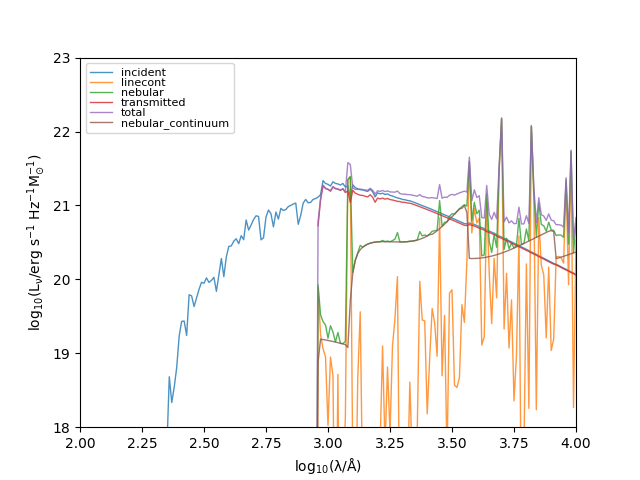 23
22
21
20
19
18
log₁₀(Lν/erg s⁻¹ Hz⁻¹M⊙⁻¹)
incident
linecont
nebular
transmitted
total
nebular_continuum
2.00 2.25 2.50 2.75 3.00 3.25 3.50 3.75 4.00
log₁₀(λ/Å)